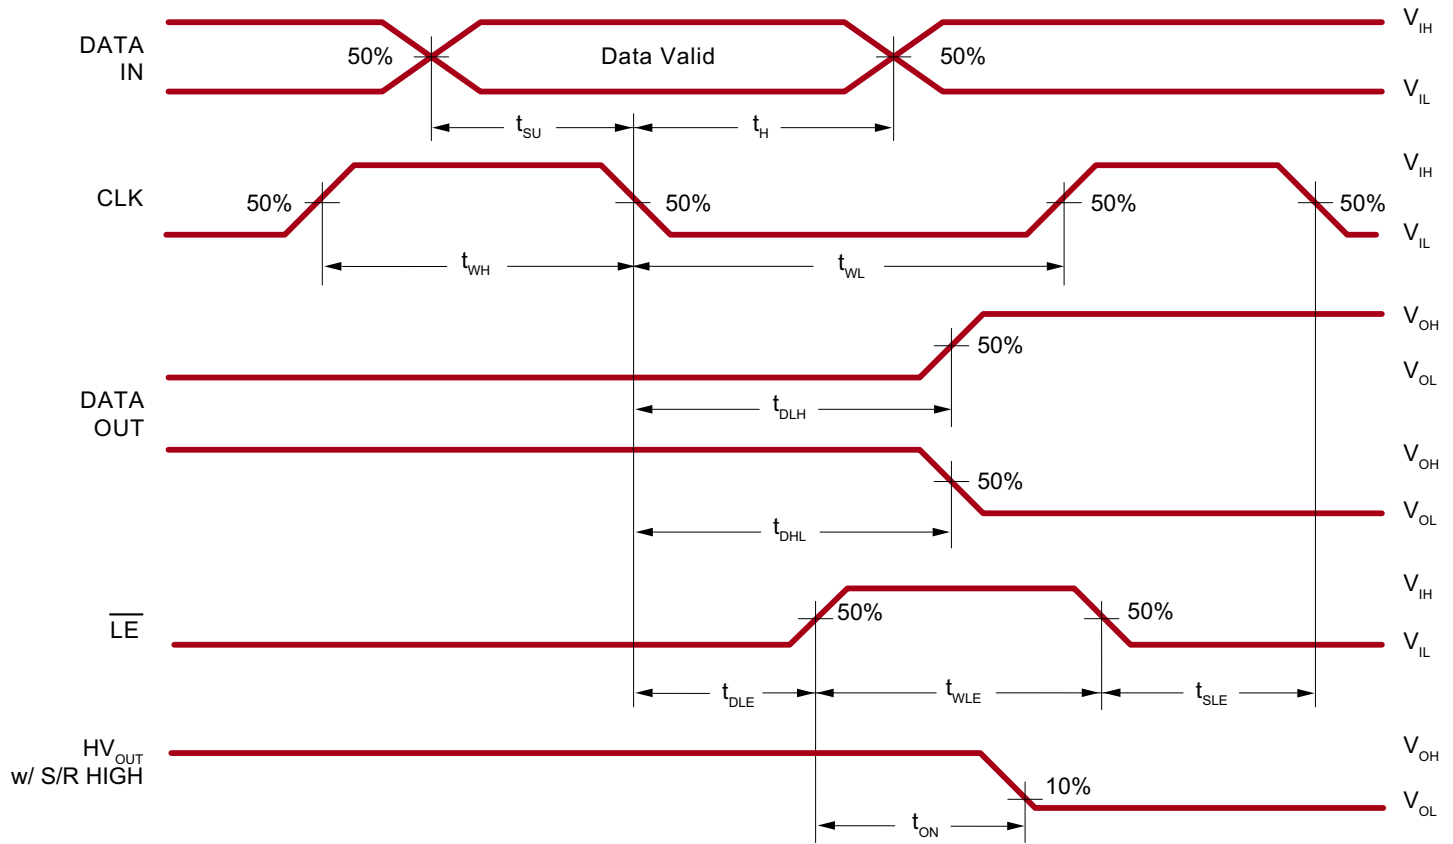 DATA IN
50%
Data Valid
50%
V_IH
V_IL
t_SU
t_H
CLK
50%
50%
50%
50%
V_IH
V_IL
t_WH
t_WL
DATA OUT
50%
V_OH
V_OL
t_DLH
50%
V_OH
V_OL
t_DHL
L̅E̅
50%
50%
V_IH
V_IL
t_DLE
t_WLE
t_SLE
HV_OUT
w/ S/R HIGH
10%
V_OH
V_OL
t_ON